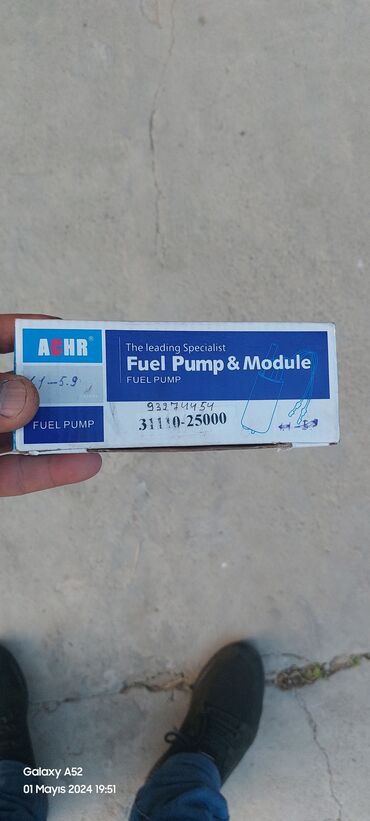 ACHR®
The leading Specialist
Fuel Pump & Module
FUEL PUMP
93274454
FUEL PUMP
31110-25000
Galaxy A52
01 Mayıs 2024 19:51